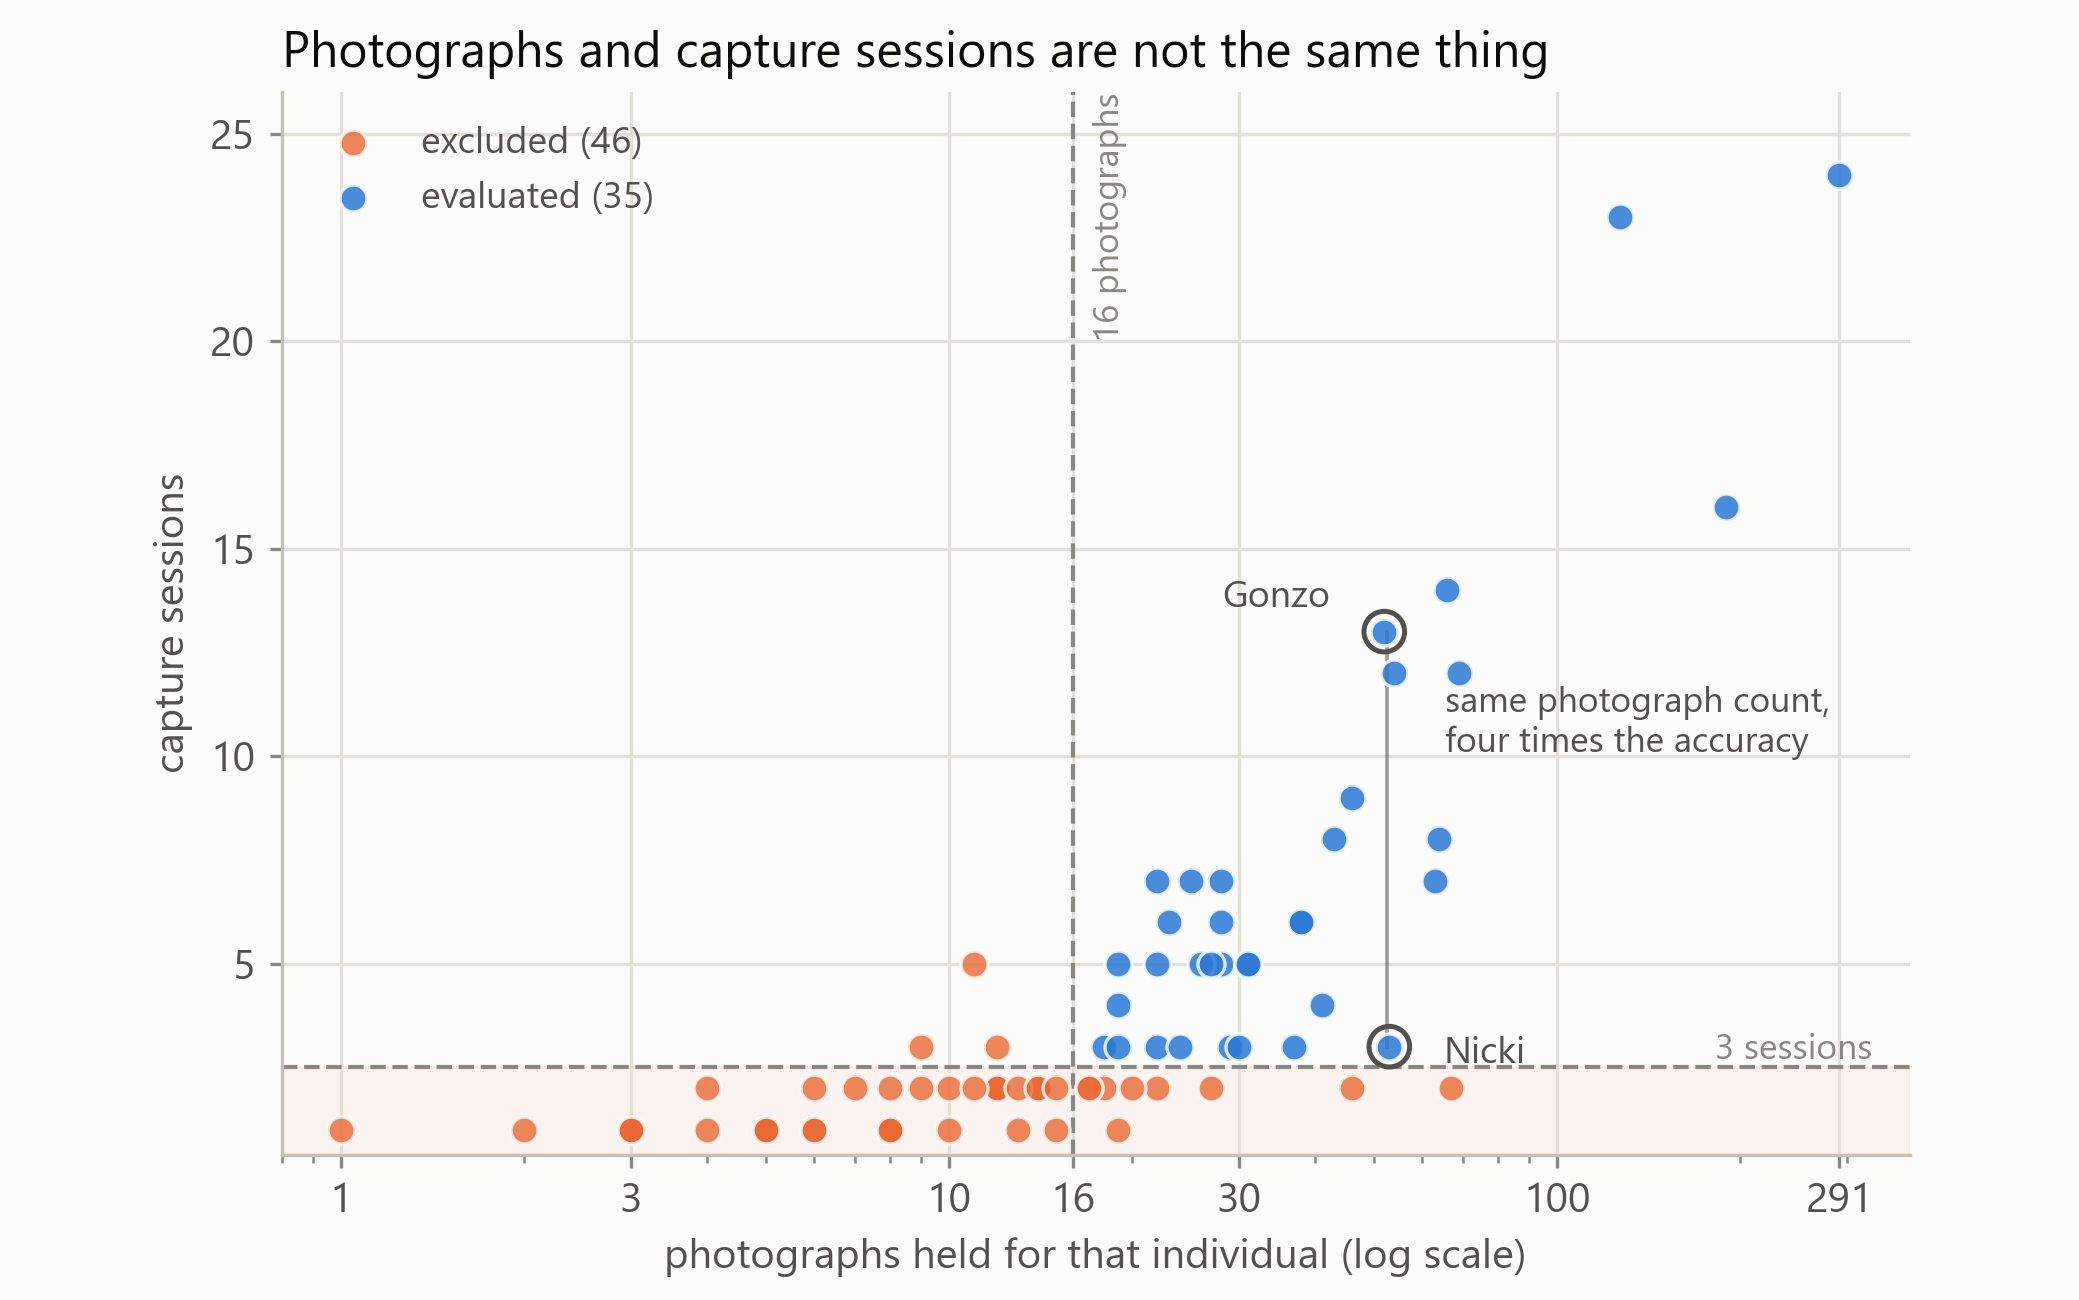 Photographs and capture sessions are not the same thing
excluded (46)
evaluated (35)
16 photographs
25
20
15
10
5
capture sessions
Gonzo
same photograph count,
four times the accuracy
Nicki
3 sessions
1
3
10
16
30
100
291
photographs held for that individual (log scale)